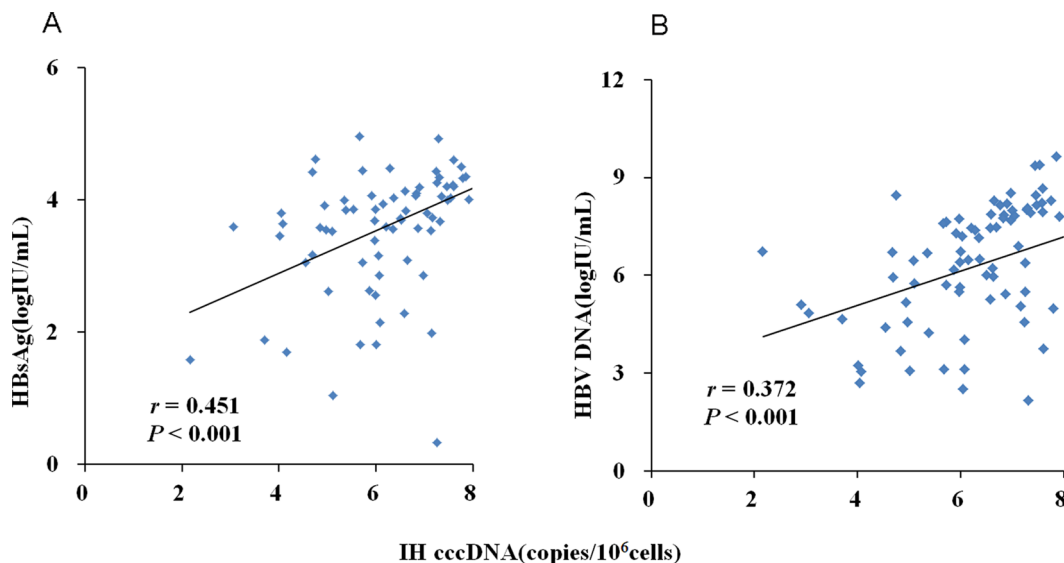 A
HBsAg(logIU/mL)
6
4
2
0
r = 0.451
P < 0.001
0 2 4 6 8
B
HBV DNA(logIU/mL)
12
9
6
3
0
r = 0.372
P < 0.001
0 2 4 6 8
IH cccDNA(copies/10⁶cells)